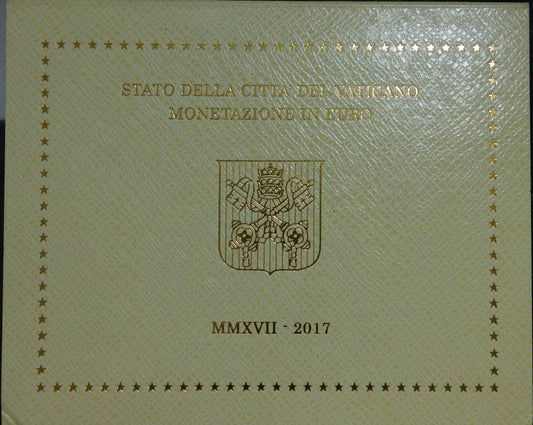 STATO DELLA CITTÀ DEL VATICANO
MONETAZIONE IN EURO
MMXVII - 2017